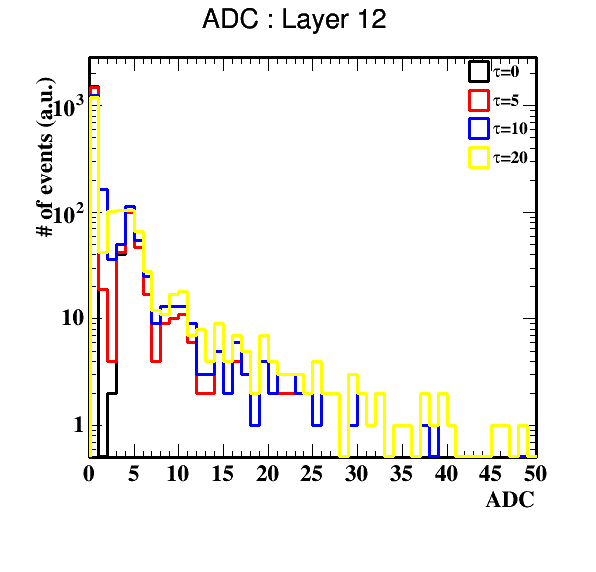 ADC : Layer 12
# of events (a.u.)
10³
10²
10
1
τ=0
τ=5
τ=10
τ=20
0 5 10 15 20 25 30 35 40 45 50
ADC